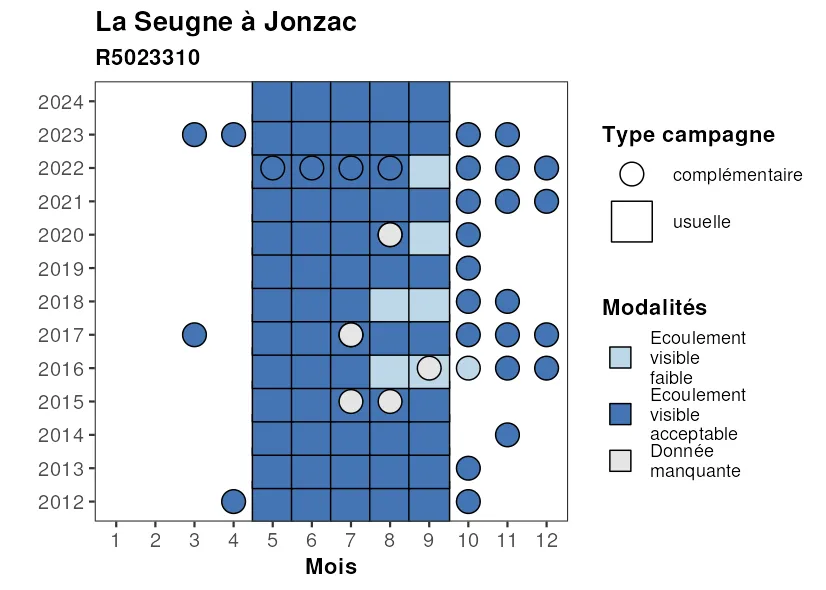 La Seugne à Jonzac
R5023310
2024
2023
2022
2021
2020
2019
2018
2017
2016
2015
2014
2013
2012
1 2 3 4 5 6 7 8 9 10 11 12
Mois
Type campagne
complémentaire
usuelle
Modalités
Ecoulement
visible
faible
Ecoulement
visible
acceptable
Donnée
manquante